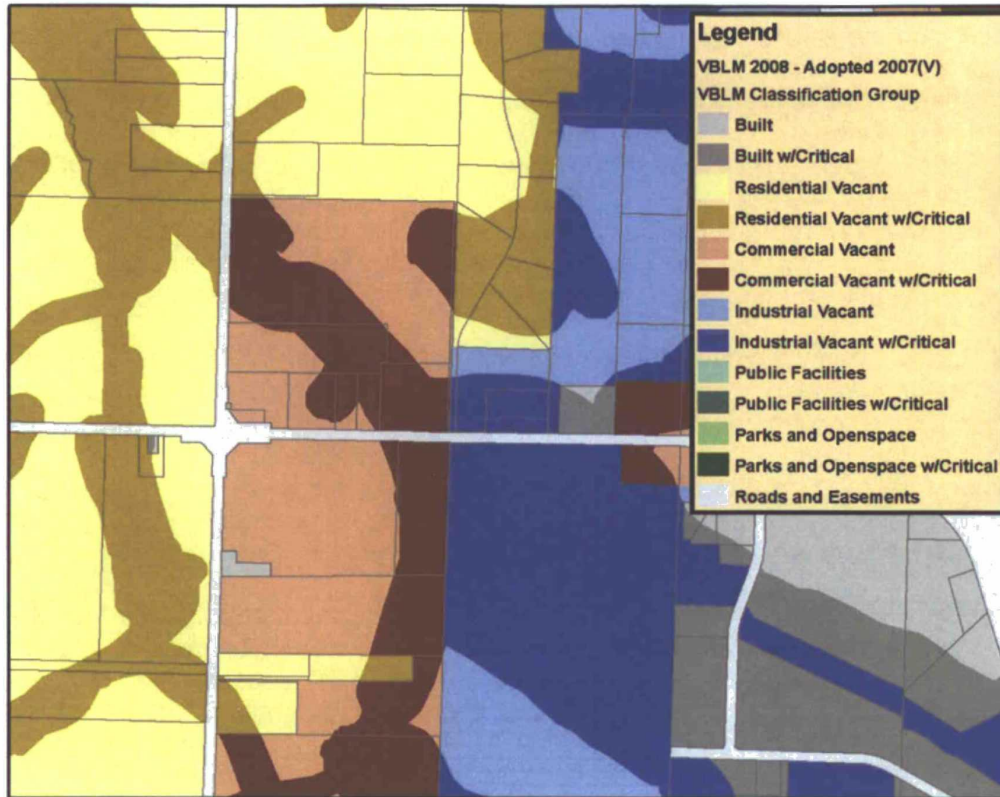 Legend
VBLM 2008 - Adopted 2007(V)
VBLM Classification Group
Built
Built w/Critical
Residential Vacant
Residential Vacant w/Critical
Commercial Vacant
Commercial Vacant w/Critical
Industrial Vacant
Industrial Vacant w/Critical
Public Facilities
Public Facilities w/Critical
Parks and Openspace
Parks and Openspace w/Critical
Roads and Easements